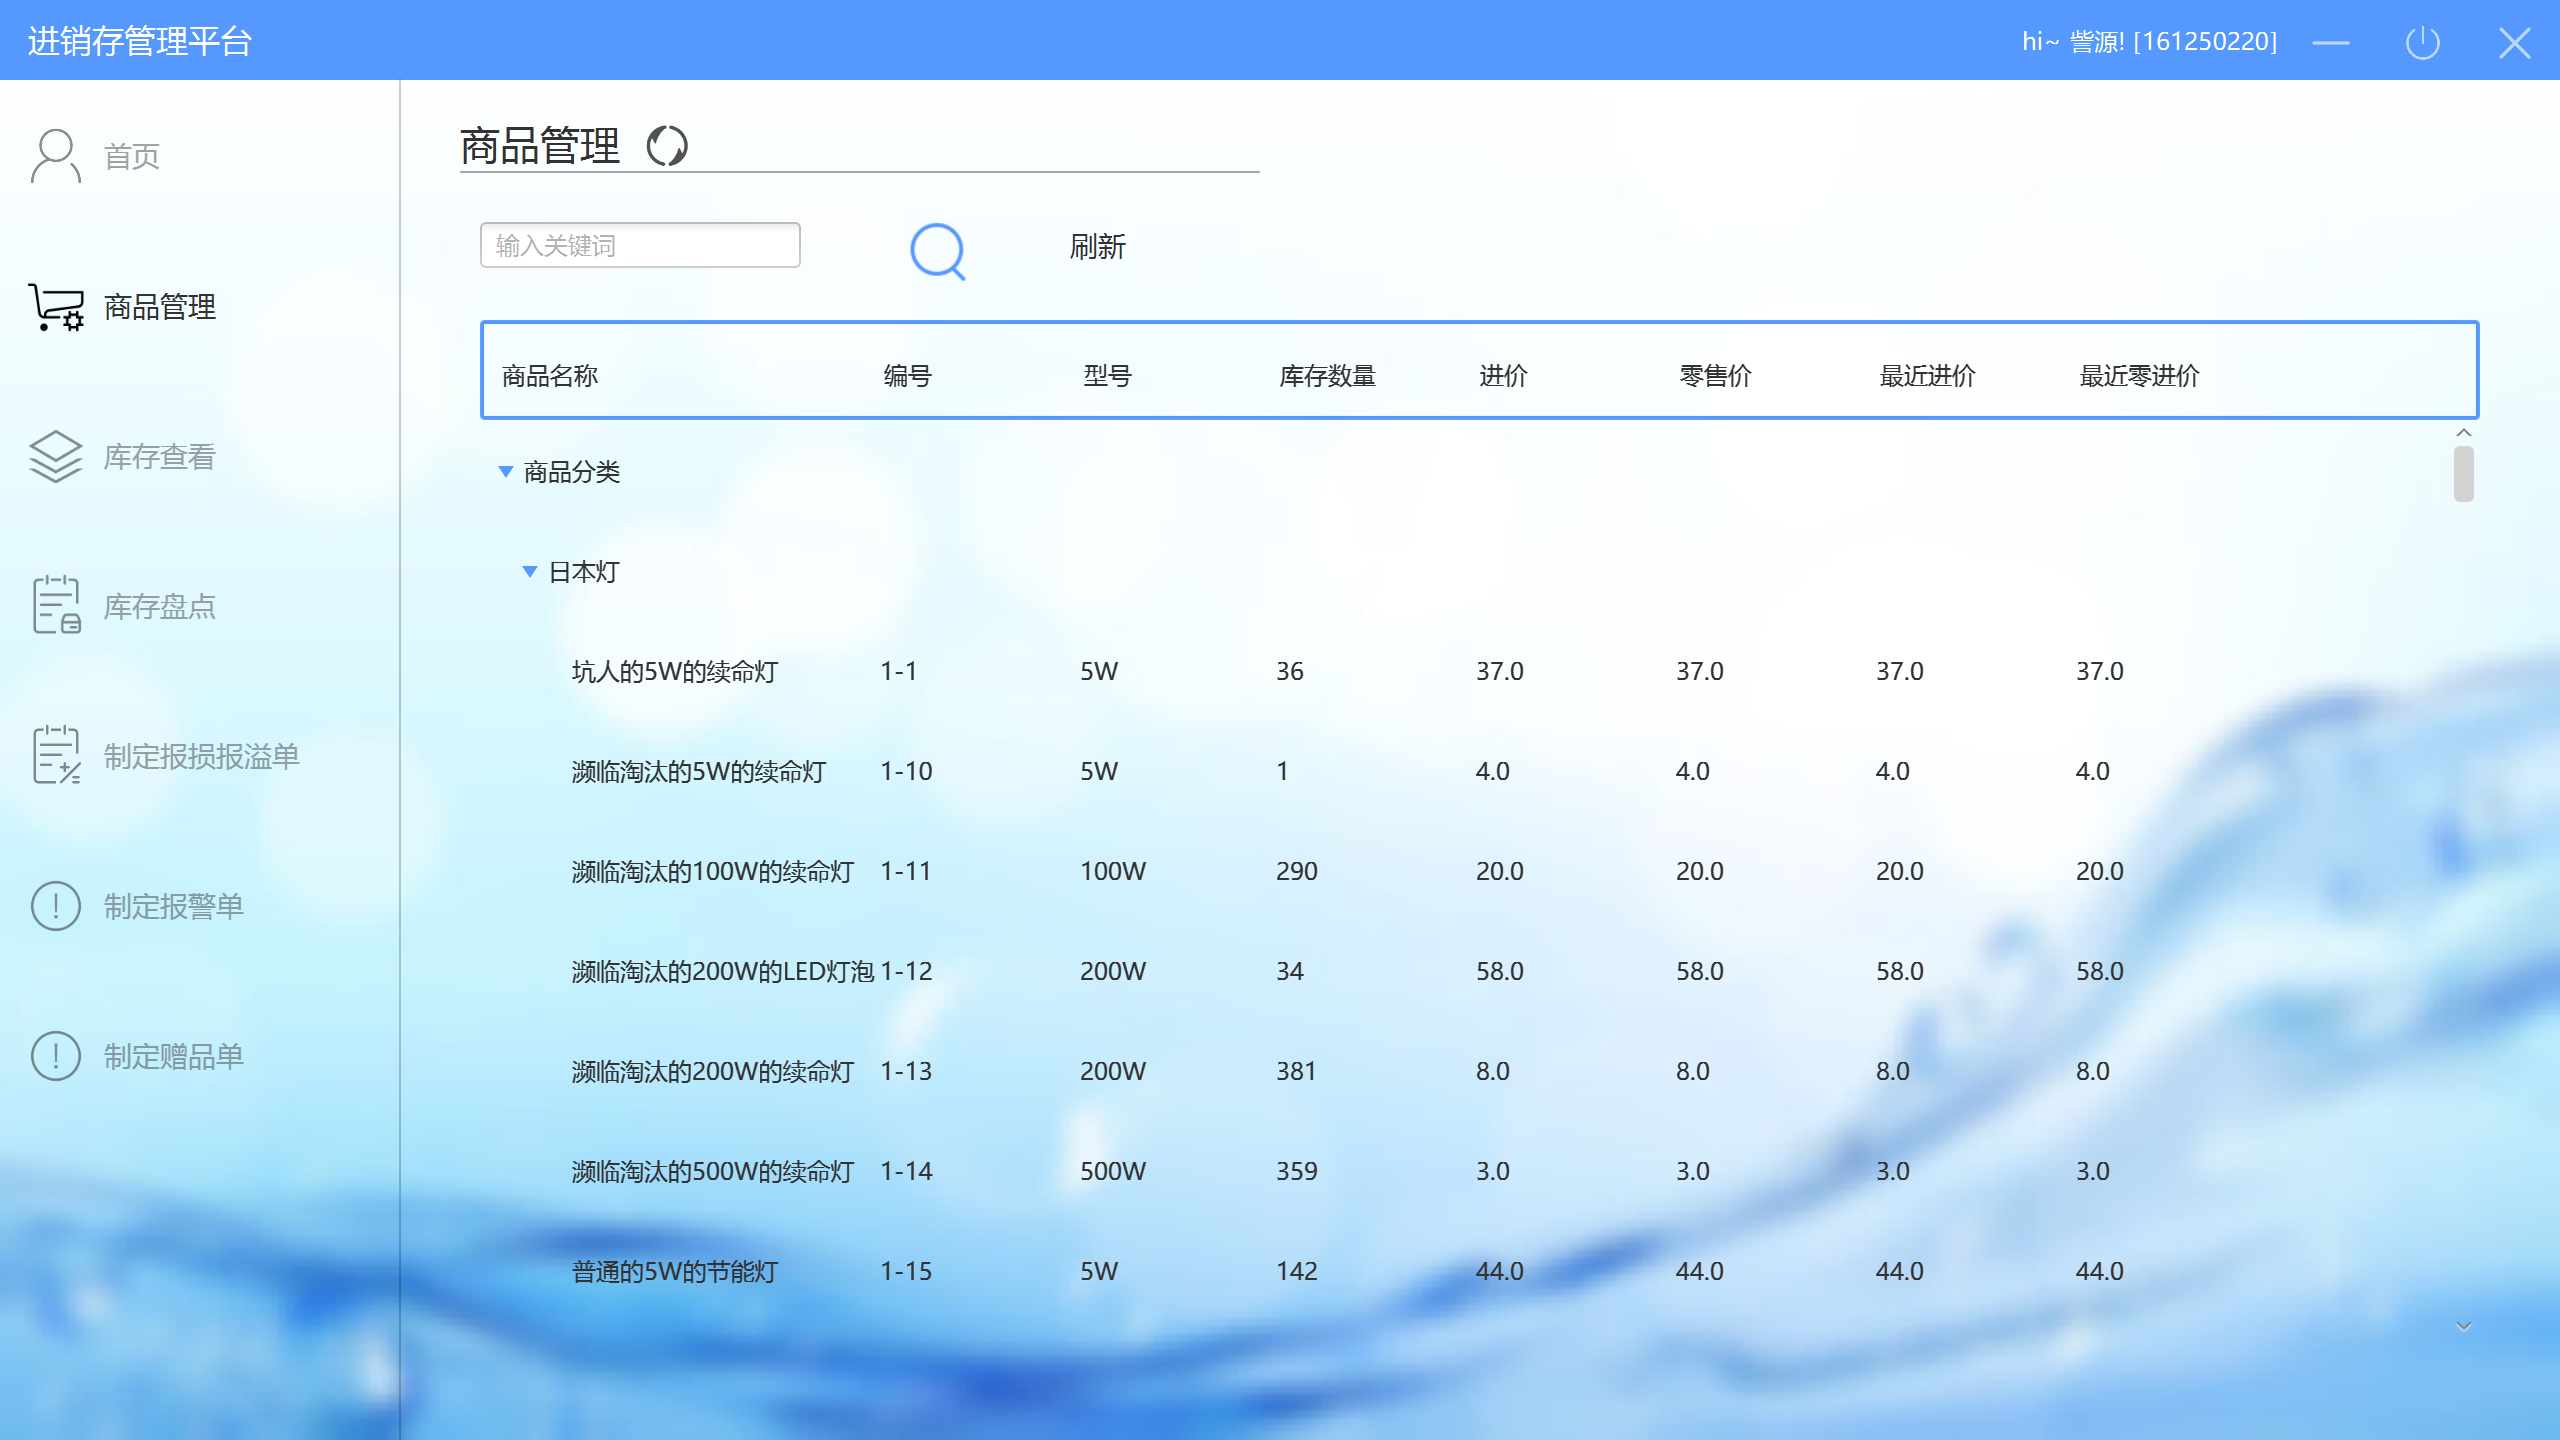 进销存管理平台
hi~ 訾源! [161250220]
首页
商品管理
库存查看
库存盘点
制定报损报溢单
制定报警单
制定赠品单
商品管理
输入关键词
刷新
商品名称 编号 型号 库存数量 进价 零售价 最近进价 最近零进价
商品分类
日本灯
坑人的5W的续命灯 1-1 5W 36 37.0 37.0 37.0 37.0
濒临淘汰的5W的续命灯 1-10 5W 1 4.0 4.0 4.0 4.0
濒临淘汰的100W的续命灯 1-11 100W 290 20.0 20.0 20.0 20.0
濒临淘汰的200W的LED灯泡 1-12 200W 34 58.0 58.0 58.0 58.0
濒临淘汰的200W的续命灯 1-13 200W 381 8.0 8.0 8.0 8.0
濒临淘汰的500W的续命灯 1-14 500W 359 3.0 3.0 3.0 3.0
普通的5W的节能灯 1-15 5W 142 44.0 44.0 44.0 44.0